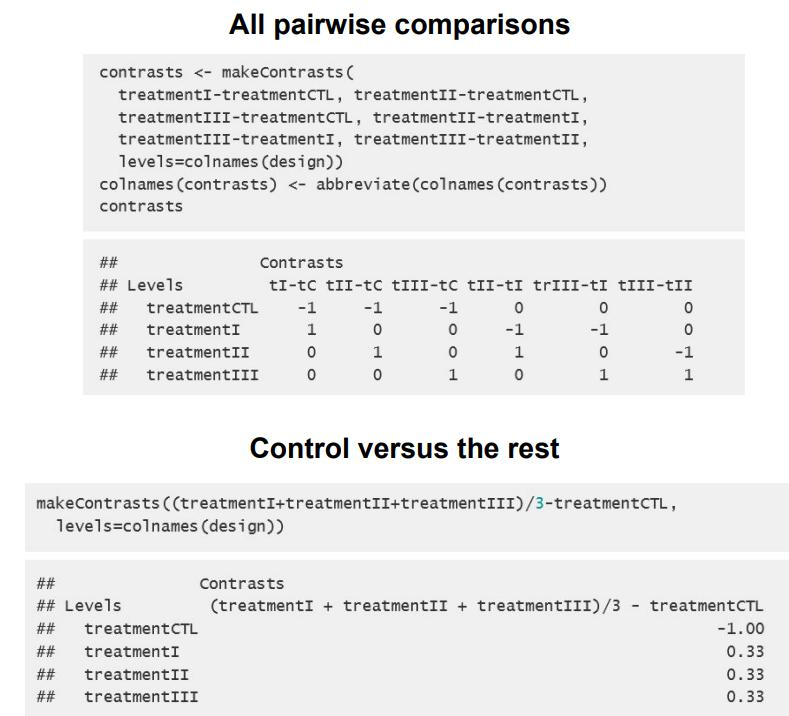 All pairwise comparisons
contrasts <- makeContrasts(
  treatmentI-treatmentCTL, treatmentII-treatmentCTL,
  treatmentIII-treatmentCTL, treatmentII-treatmentI,
  treatmentIII-treatmentI, treatmentIII-treatmentII,
  levels=colnames(design))
colnames(contrasts) <- abbreviate(colnames(contrasts))
contrasts
##               Contrasts
## Levels         tI-tC tII-tC tIII-tC tII-tI trIII-tI tIII-tII
##   treatmentCTL    -1     -1      -1      0        0        0
##   treatmentI       1      0       0     -1       -1        0
##   treatmentII      0      1       0      1        0       -1
##   treatmentIII     0      0       1      0        1        1
Control versus the rest
makeContrasts((treatmentI+treatmentII+treatmentIII)/3-treatmentCTL,
  levels=colnames(design))
##               Contrasts
## Levels         (treatmentI + treatmentII + treatmentIII)/3 - treatmentCTL
##   treatmentCTL                                                      -1.00
##   treatmentI                                                         0.33
##   treatmentII                                                        0.33
##   treatmentIII                                                       0.33